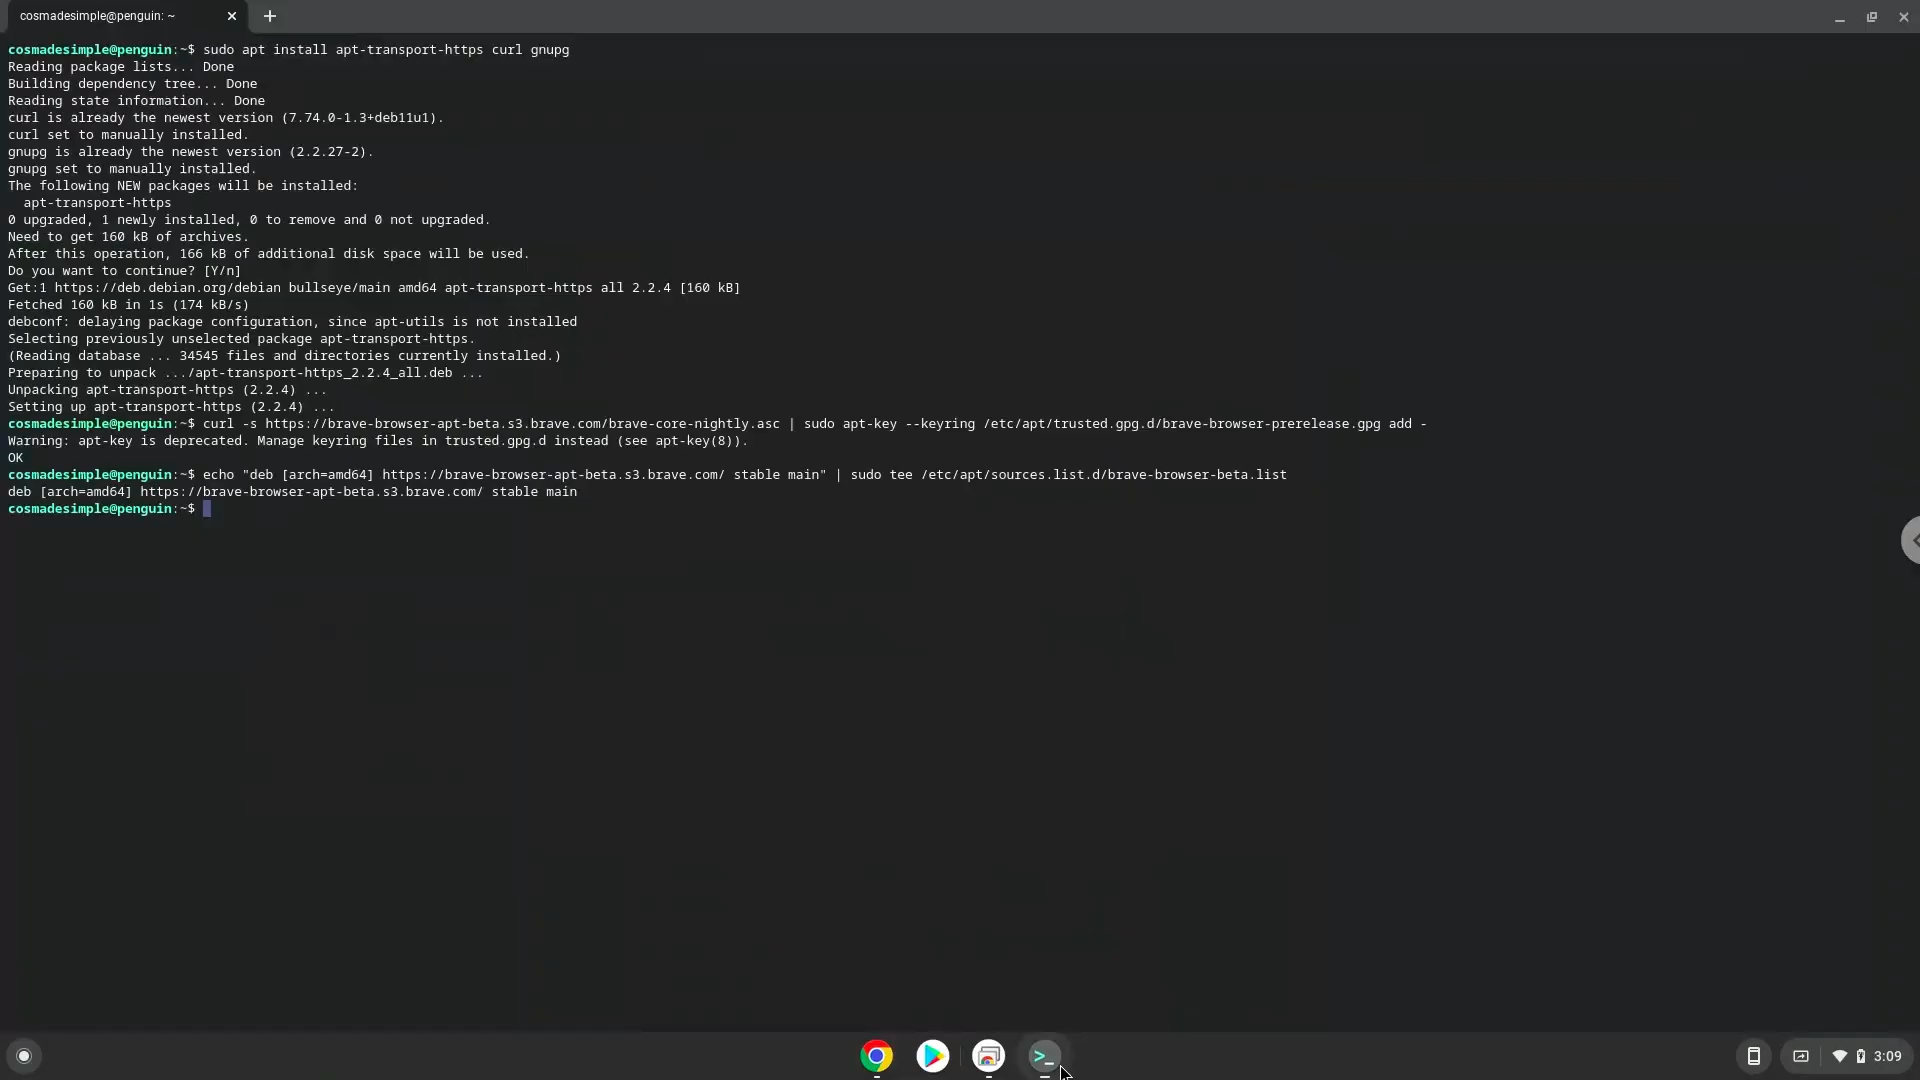 cosmadesimple@penguin: ~
cosmadesimple@penguin:~$ sudo apt install apt-transport-https curl gnupg
Reading package lists... Done
Building dependency tree... Done
Reading state information... Done
curl is already the newest version (7.74.0-1.3+deb11u1).
curl set to manually installed.
gnupg is already the newest version (2.2.27-2).
gnupg set to manually installed.
The following NEW packages will be installed:
  apt-transport-https
0 upgraded, 1 newly installed, 0 to remove and 0 not upgraded.
Need to get 160 kB of archives.
After this operation, 166 kB of additional disk space will be used.
Do you want to continue? [Y/n]
Get:1 https://deb.debian.org/debian bullseye/main amd64 apt-transport-https all 2.2.4 [160 kB]
Fetched 160 kB in 1s (174 kB/s)
debconf: delaying package configuration, since apt-utils is not installed
Selecting previously unselected package apt-transport-https.
(Reading database ... 34545 files and directories currently installed.)
Preparing to unpack .../apt-transport-https_2.2.4_all.deb ...
Unpacking apt-transport-https (2.2.4) ...
Setting up apt-transport-https (2.2.4) ...
cosmadesimple@penguin:~$ curl -s https://brave-browser-apt-beta.s3.brave.com/brave-core-nightly.asc | sudo apt-key --keyring /etc/apt/trusted.gpg.d/brave-browser-prerelease.gpg add -
Warning: apt-key is deprecated. Manage keyring files in trusted.gpg.d instead (see apt-key(8)).
OK
cosmadesimple@penguin:~$ echo "deb [arch=amd64] https://brave-browser-apt-beta.s3.brave.com/ stable main" | sudo tee /etc/apt/sources.list.d/brave-browser-beta.list
deb [arch=amd64] https://brave-browser-apt-beta.s3.brave.com/ stable main
cosmadesimple@penguin:~$
3:09